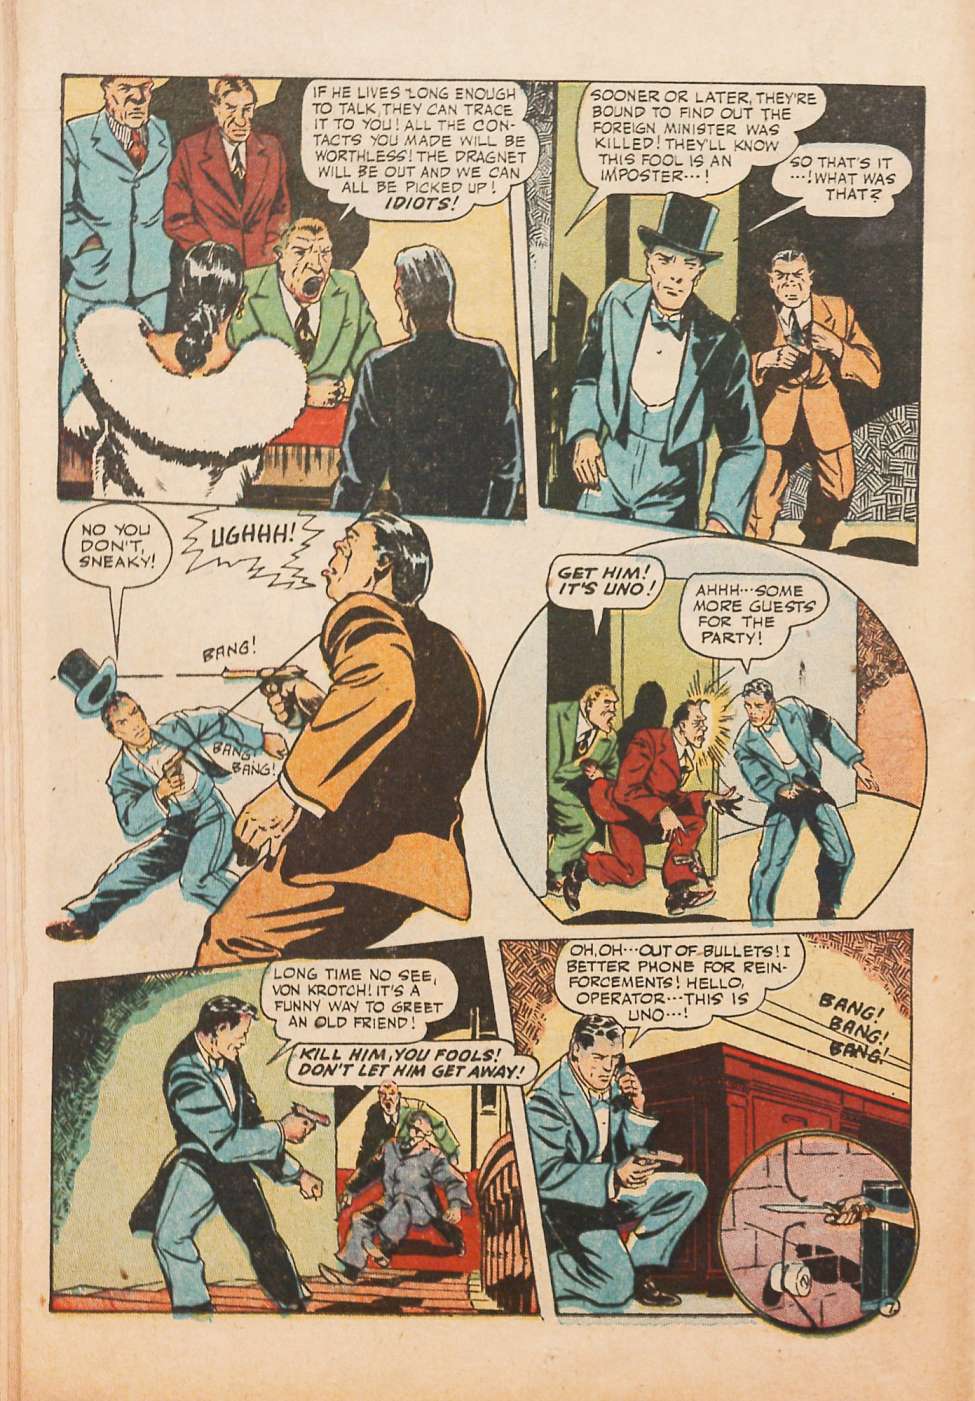 IF HE LIVES LONG ENOUGH
TO TALK, THEY CAN TRACE
IT TO YOU! ALL THE CON-
TACTS YOU MADE WILL BE
WORTHLESS! THE DRAGNET
WILL BE OUT AND WE CAN
ALL BE PICKED UP!
IDIOTS!
SOONER OR LATER, THEY'RE
BOUND TO FIND OUT THE
FOREIGN MINISTER WAS
KILLED! THEY'LL KNOW
THIS FOOL IS AN
IMPOSTER...!
SO THAT'S IT
...! WHAT WAS
THAT?
NO YOU
DON'T,
SNEAKY!
UGHHH!
BANG!
BANG!
BANG!
GET HIM!
IT'S UNO!
AHHH...SOME
MORE GUESTS
FOR THE
PARTY!
LONG TIME NO SEE,
VON KROTCH! IT'S A
FUNNY WAY TO GREET
AN OLD FRIEND!
KILL HIM, YOU FOOLS!
DON'T LET HIM GET AWAY!
OH, OH...OUT OF BULLETS! I
BETTER PHONE FOR REIN-
FORCEMENTS! HELLO,
OPERATOR...THIS IS
UNO...!
BANG!
BANG!
BANG!
7